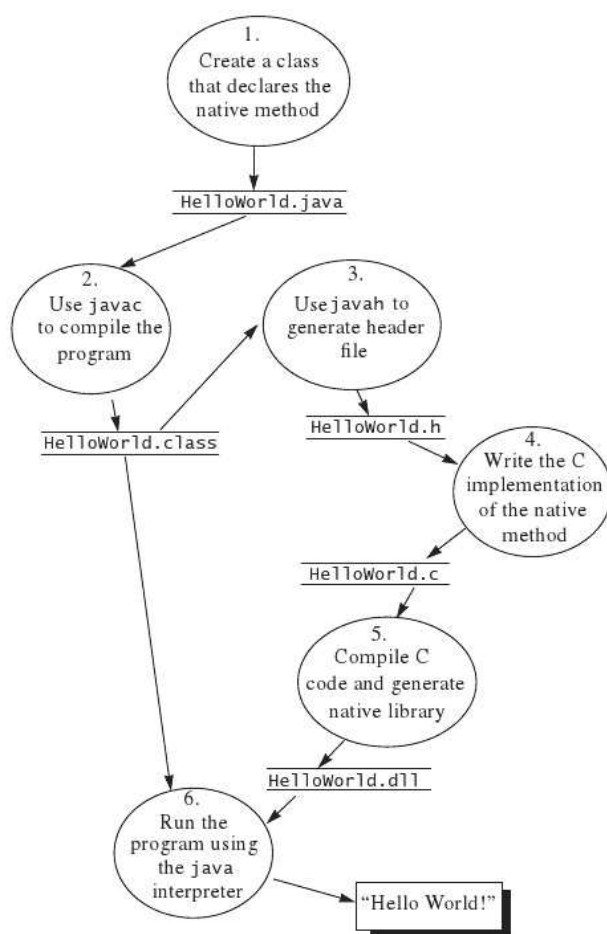 1.
Create a class
that declares the
native method
HelloWorld.java
2.
Use javac
to compile the
program
3.
Use javah to
generate header
file
HelloWorld.class
HelloWorld.h
4.
Write the C
implementation
of the native
method
HelloWorld.c
5.
Compile C
code and generate
native library
HelloWorld.dll
6.
Run the
program using
the java
interpreter
“Hello World!”